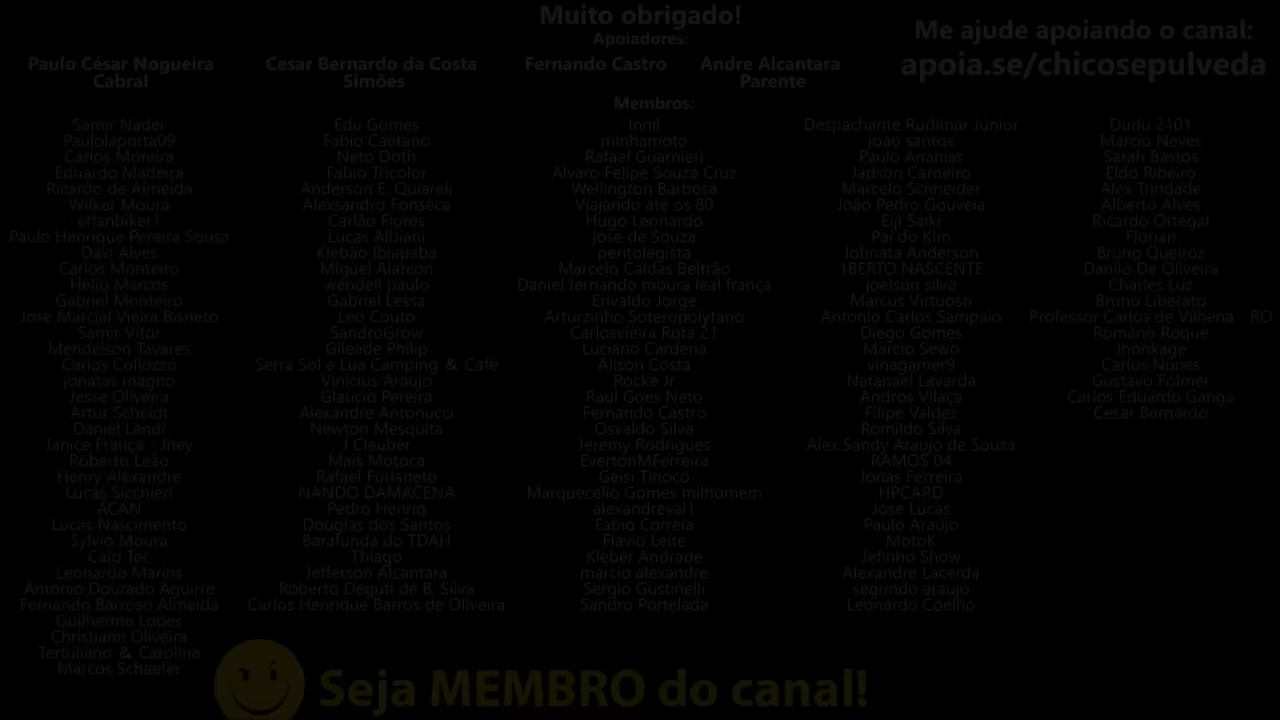 Muito obrigado!
Apoiadores:
Me ajude apoiando o canal:
apoia.se/chicosepulveda
Paulo César Nogueira
Cabral
Cesar Bernardo da Costa
Simões
Fernando Castro
Andre Alcantara
Parente
Membros:
Samir Nader
Paulolaporta09
Carlos Moreira
Eduardo Madeira
Ricardo de Almeida
Wilker Moura
erlanbiker1
Paulo Henrique Pereira Sousa
Davi Alves
Carlos Monteiro
Helio Marcos
Gabriel Monteiro
Jose Marcial Vieira Bisneto
Samir Vitor
Mendelson Tavares
Carlos Collozzo
jonatas magno
Jesse Oliveira
Artur Scheidt
Daniel Landi
Janice França - Jhey
Roberto Leão
Henry Alexandre
Lucas Siccnieri
ACAN
Lucas Nascimento
Sylvio Moura
Caio Tec
Leonardo Marins
Antonio Dourado Aguirre
Fernando Barroso Almeida
Guilherme Lopes
Christiann Oliveira
Tertuliano & Carolina
Marcos Schaefer
Edu Gomes
Fabio Caetano
Neto Doth
Fabio Tricolor
Anderson E. Quiareli
Alexsandro Fonsêca
Carlão Flores
Lucas Albiani
Klebão Ibiapaba
Miguel Alarcon
wendell paulo
Gabriel Lessa
Leo Couto
SandroGrow
Gileade Philip
Serra Sol e Lua Camping & Café
Vinicius Araujo
Glaucio Pereira
Alexandre Antonuco
Newton Mesquita
J Cleuber
Mais Motoca
Rafael Furlaneto
NANDO DAMACENA
Pedro Henriq
Douglas dos Santos
Barafunda do TDAH
Thiago
Jefferson Alcantara
Roberto Deguti de B. Silva
Carlos Henrique Barros de Oliveira
Innil
minhamoto
Rafael Guarnieri
Alvaro Felipe Souza Cruz
Wellington Barbosa
Viajando até os 80
Hugo Leonardo
jose de Souza
peritolegista
Marcelo Caldas Beltrão
Daniel fernando moura leal frança
Erivaldo Jorge
Arturzinho Soteropolytano
Carlosvieira Rota 21
Luciano Cardena
Alison Costa
Rocke Jr
Raul Goes Neto
Fernando Castro
Osvaldo Silva
Jeremy Rodrigues
EvertonMFerreira
Geisi Tinoco
Marquecelio Gomes milhomem
alexandreval1
Fabio Correia
Flavio Leite
Kleber Andrade
marcio alexandre
Sergio Gustinelli
Sandro Portelada
Despachante Rudimar Júnior
joao santos
Paulo Ananias
Jadson Carneiro
Marcelo Schneider
João Pedro Gouveia
Eiji Saiki
Pai do Kim
Johnata Anderson
1BERTO NASCENTE
joelson silva
Marcus Virtuoso
Antonio Carlos Sampaio
Diego Gomes
Marcio Sewo
vinagamer9
Natanael Lavarda
Andros Vilaça
Filipe Valdez
Romildo Silva
Alex Sandy Araujo de Souza
RAMOS 04
Jonas Ferreira
HPCARD
Jose Lucas
Paulo Araújo
MotoK
Jefinho Show
Alexandre Lacerda
segundo araujo
Leonardo Coelho
Dudu 2101
Marcio Neves
Sarah Bastos
Eldo Ribeiro
Alex Trindade
Alberto Alves
Ricardo Ortegal
Florian
Bruno Queiroz
Danilo De Oliveira
Charles Luz
Bruno Liberato
Professor Carlos de Vilhena - RO
Romário Roque
Jhonkage
Carlos Nunes
Gustavo Folmer
Carlos Eduardo Ganga
Cesar Bernardo
Seja MEMBRO do canal!